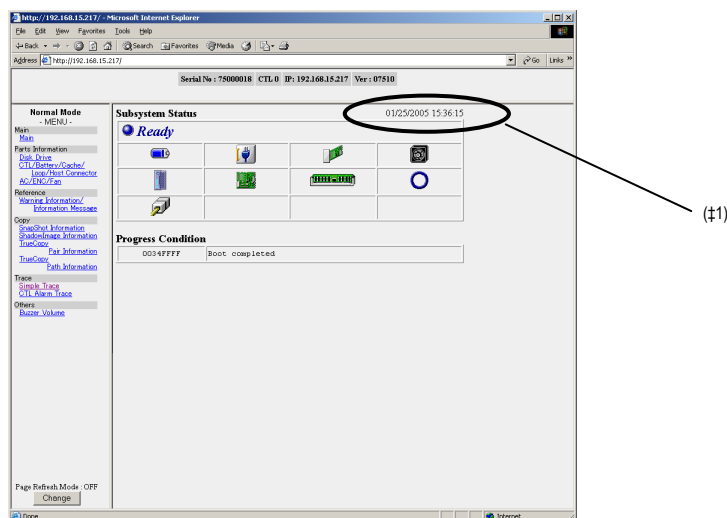 http://192.168.15.217/ - Microsoft Internet Explorer
File Edit View Favorites Tools Help
Back Search Favorites Media
Address http://192.168.15.217/ Go Links »
Serial No : 75000018 CTL 0 IP: 192.168.15.217 Ver : 07510
Normal Mode
- MENU -
Main
Main
Parts Information
Disk Drive
CTL/Battery/Cache/
Loop/Host Connector
AC/ENC/Fan
Reference
Warning Information/
Information Message
Copy
SnapShot Information
ShadowImage Information
TrueCopy
Pair Information
TrueCopy
Path Information
Trace
Simple Trace
CTL Alarm Trace
Others
Buzzer Volume
Page Refresh Mode : OFF
Change
Subsystem Status 01/25/2005 15:36:15
Ready
Progress Condition
0034FFFF Boot completed
(‡1)
Done Internet